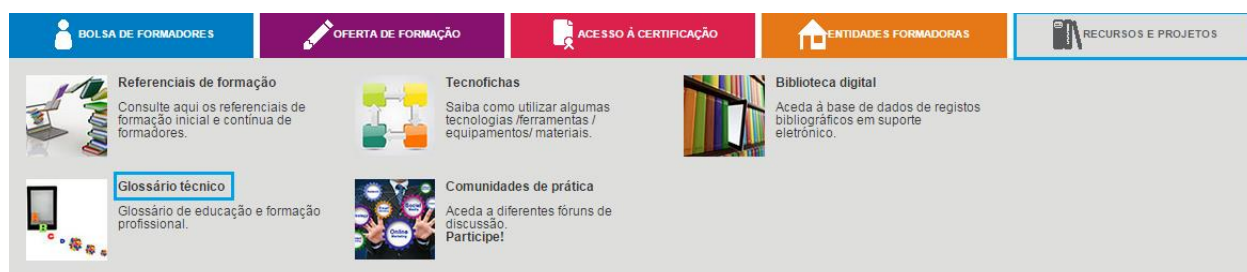 BOLSA DE FORMADORES
OFERTA DE FORMAÇÃO
ACESSO À CERTIFICAÇÃO
ENTIDADES FORMADORAS
RECURSOS E PROJETOS
Referenciais de formação
Consulte aqui os referenciais de
formação inicial e contínua de
formadores.
Tecnofichas
Saiba como utilizar algumas
tecnologias /ferramentas /
equipamentos/ materiais.
Biblioteca digital
Aceda à base de dados de registos
bibliográficos em suporte
eletrónico.
Glossário técnico
Glossário de educação e formação
profissional.
Comunidades de prática
Aceda a diferentes fóruns de
discussão.
Participe!
Social
Online
Marketing